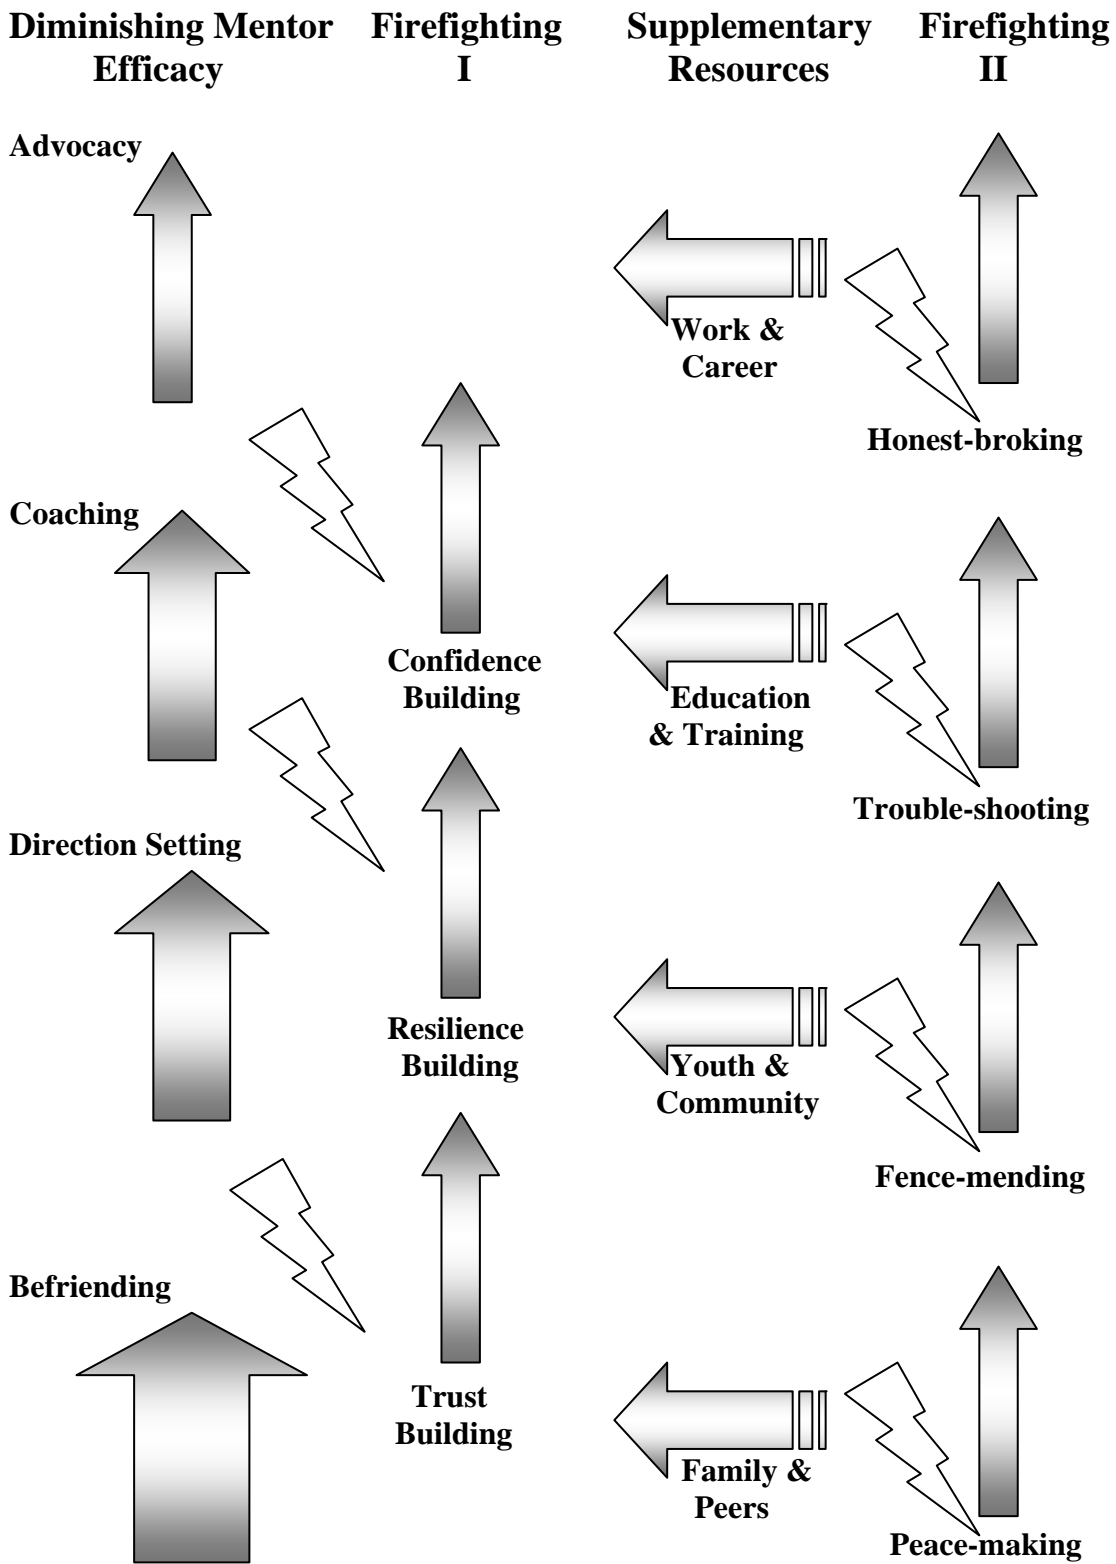 Diminishing Mentor
Efficacy
Firefighting
I
Supplementary
Resources
Firefighting
II
Advocacy
Work &
Career
Honest-broking
Coaching
Confidence
Building
Education
& Training
Trouble-shooting
Direction Setting
Resilience
Building
Youth &
Community
Fence-mending
Befriending
Trust
Building
Family &
Peers
Peace-making